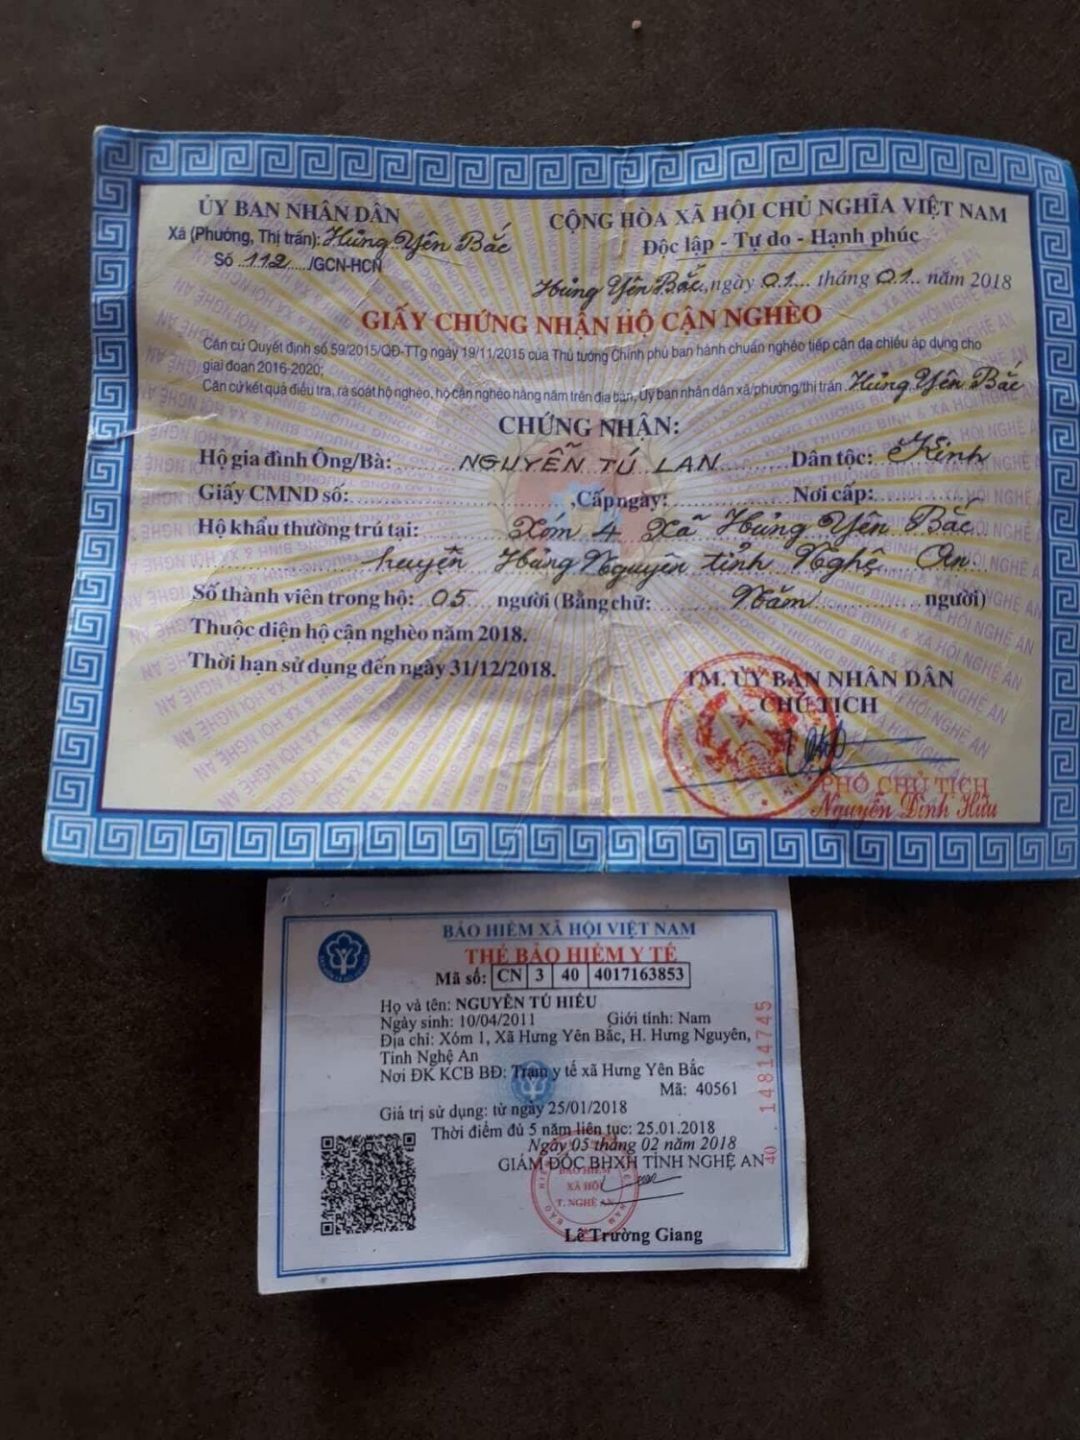 ỦY BAN NHÂN DÂN
Xã (Phường, Thị trấn): Hưng Yên Bắc
Số 112 /GCN-HCN
CỘNG HÒA XÃ HỘI CHỦ NGHĨA VIỆT NAM
Độc lập - Tự do - Hạnh phúc
Hưng Yên Bắc, ngày 01 tháng 01 năm 2018
GIẤY CHỨNG NHẬN HỘ CẬN NGHÈO
Căn cứ Quyết định số 59/2015/QĐ-TTg ngày 19/11/2015 của Thủ tướng Chính phủ ban hành chuẩn nghèo tiếp cận đa chiều áp dụng cho
giai đoạn 2016-2020;
Căn cứ kết quả điều tra, rà soát hộ nghèo, hộ cận nghèo hàng năm trên địa bàn, Ủy ban nhân dân xã/phường/thị trấn Hưng Yên Bắc
CHỨNG NHẬN:
Hộ gia đình Ông/Bà: NGUYỄN TÚ LAN Dân tộc: Kinh
Giấy CMND số: , Cấp ngày: Nơi cấp:
Hộ khẩu thường trú tại: Xóm 4 Xã Hưng Yên Bắc
huyện Hưng Nguyên tỉnh Nghệ An
Số thành viên trong hộ: 05 người (Bằng chữ: Năm người)
Thuộc diện hộ cận nghèo năm 2018.
Thời hạn sử dụng đến ngày 31/12/2018.
TM. ỦY BAN NHÂN DÂN
CHỦ TỊCH
PHÓ CHỦ TỊCH
Nguyễn Đình Hữu
BẢO HIỂM XÃ HỘI VIỆT NAM
THẺ BẢO HIỂM Y TẾ
Mã số: CN 3 40 4017163853
Họ và tên: NGUYỄN TÚ HIẾU
Ngày sinh: 10/04/2011 Giới tính: Nam
Địa chỉ: Xóm 1, Xã Hưng Yên Bắc, H. Hưng Nguyên,
Tỉnh Nghệ An
Nơi ĐK KCB BĐ: Trạm y tế xã Hưng Yên Bắc
Mã: 40561
Giá trị sử dụng: từ ngày 25/01/2018
Thời điểm đủ 5 năm liên tục: 25.01.2018
Ngày 05 tháng 02 năm 2018
GIÁM ĐỐC BHXH TỈNH NGHỆ AN
BẢO HIỂM
XÃ HỘI
T. NGHỆ AN
Lê Trường Giang
40 14814745